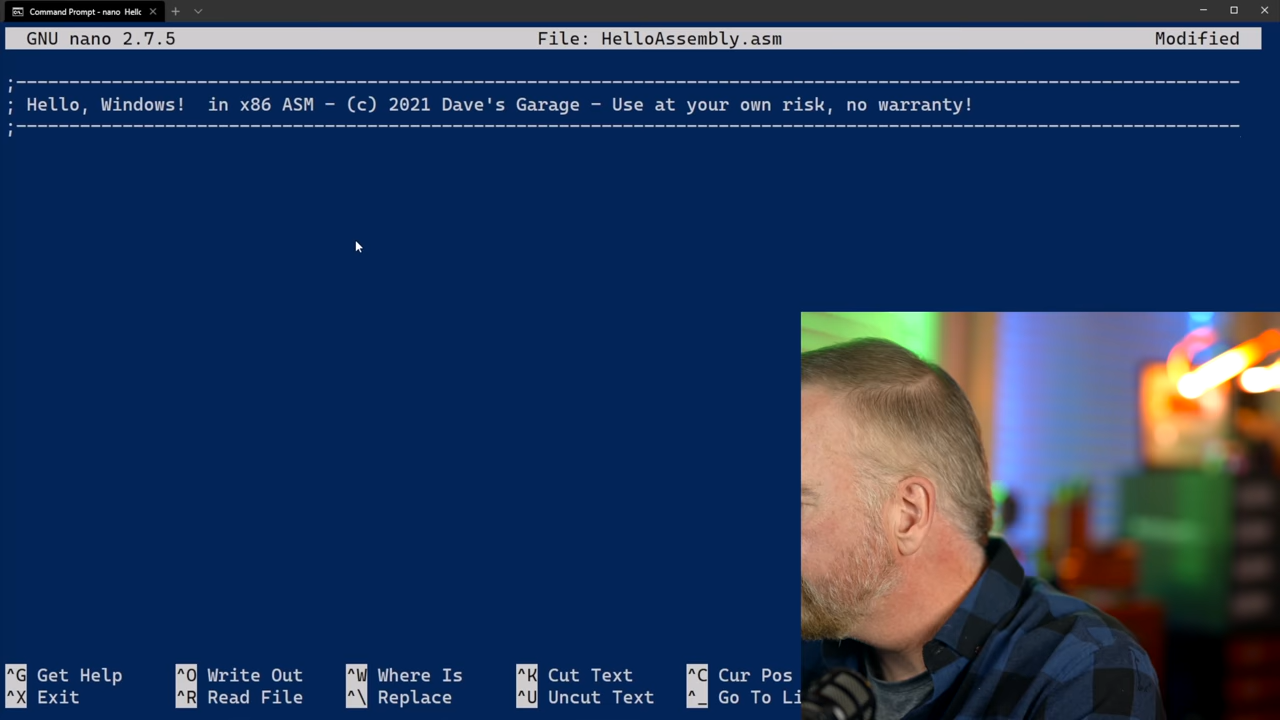 Command Prompt - nano Hello
GNU nano 2.7.5 File: HelloAssembly.asm Modified
;---------------------------------------------------------------------------------------------------------------------
; Hello, Windows!  in x86 ASM - (c) 2021 Dave's Garage - Use at your own risk, no warranty!
;---------------------------------------------------------------------------------------------------------------------
^G Get Help ^O Write Out ^W Where Is ^K Cut Text ^C Cur Pos
^X Exit ^R Read File ^\ Replace ^U Uncut Text ^_ Go To Li